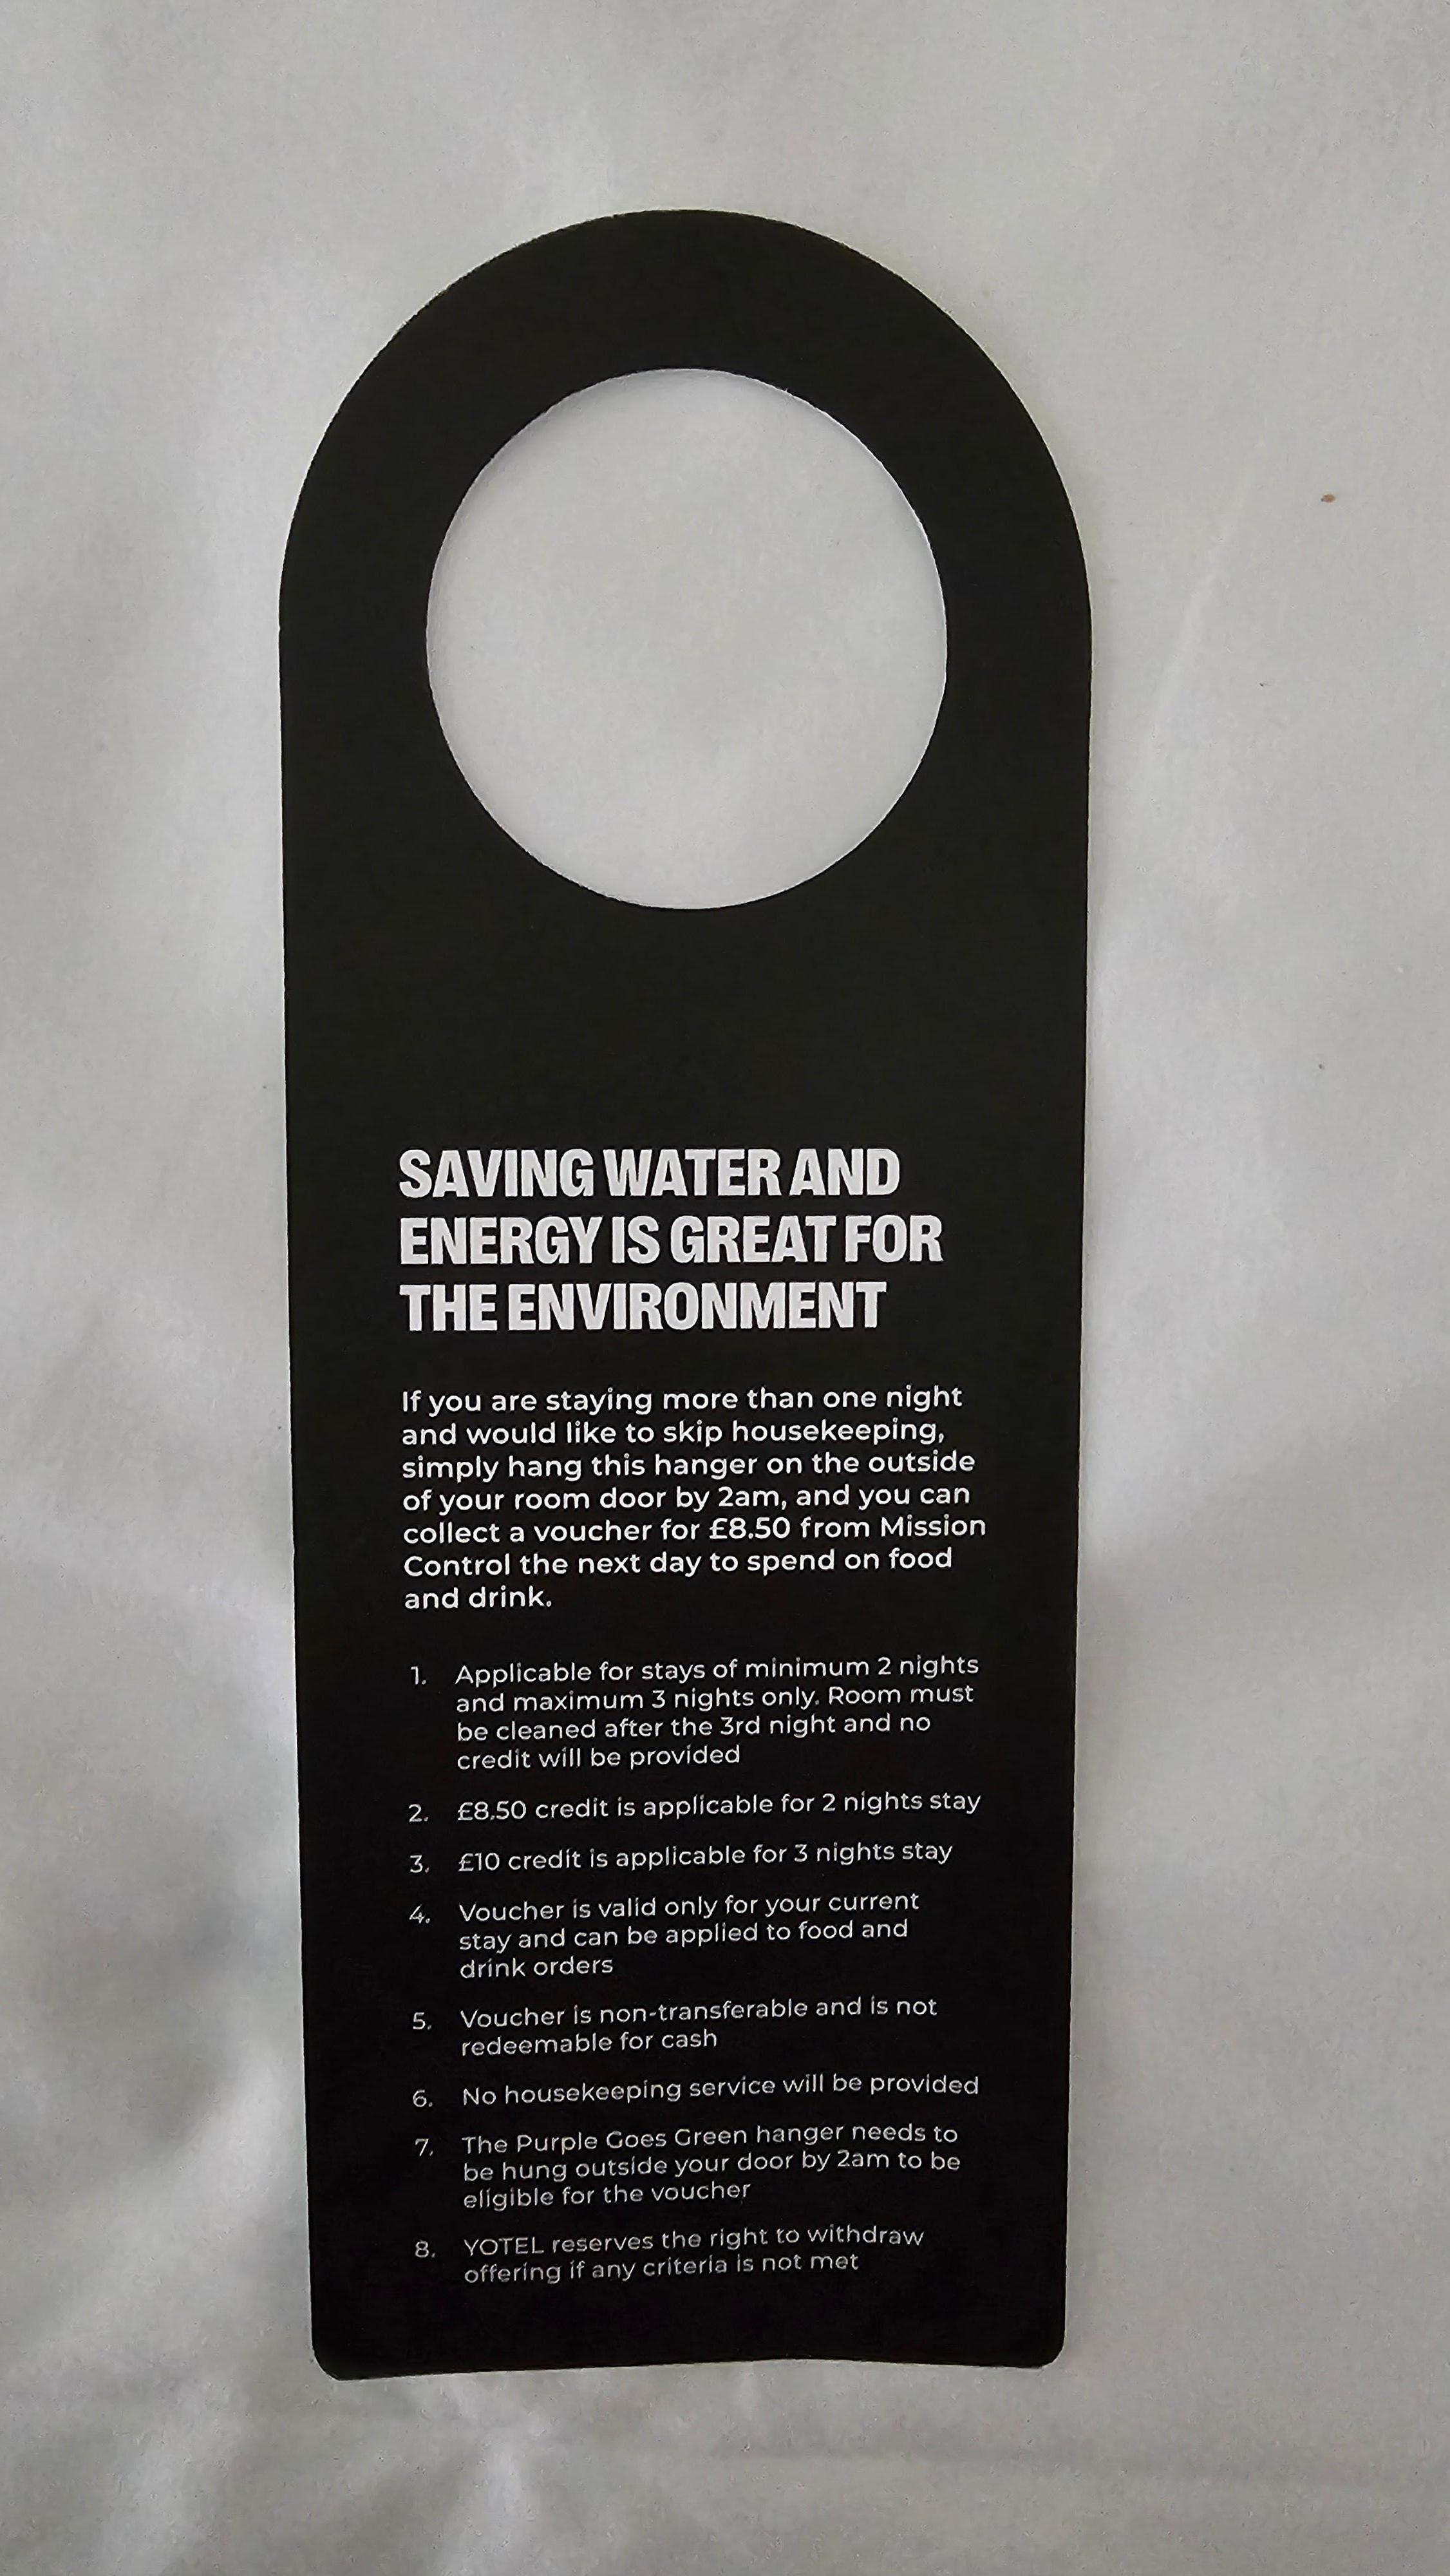 SAVING WATER AND
ENERGY IS GREAT FOR
THE ENVIRONMENT
If you are staying more than one night
and would like to skip housekeeping,
simply hang this hanger on the outside
of your room door by 2am, and you can
collect a voucher for £8.50 from Mission
Control the next day to spend on food
and drink.
1. Applicable for stays of minimum 2 nights
and maximum 3 nights only. Room must
be cleaned after the 3rd night and no
credit will be provided
2. £8.50 credit is applicable for 2 nights stay
3. £10 credit is applicable for 3 nights stay
4. Voucher is valid only for your current
stay and can be applied to food and
drink orders
5. Voucher is non-transferable and is not
redeemable for cash
6. No housekeeping service will be provided
7. The Purple Goes Green hanger needs to
be hung outside your door by 2am to be
eligible for the voucher
8. YOTEL reserves the right to withdraw
offering if any criteria is not met